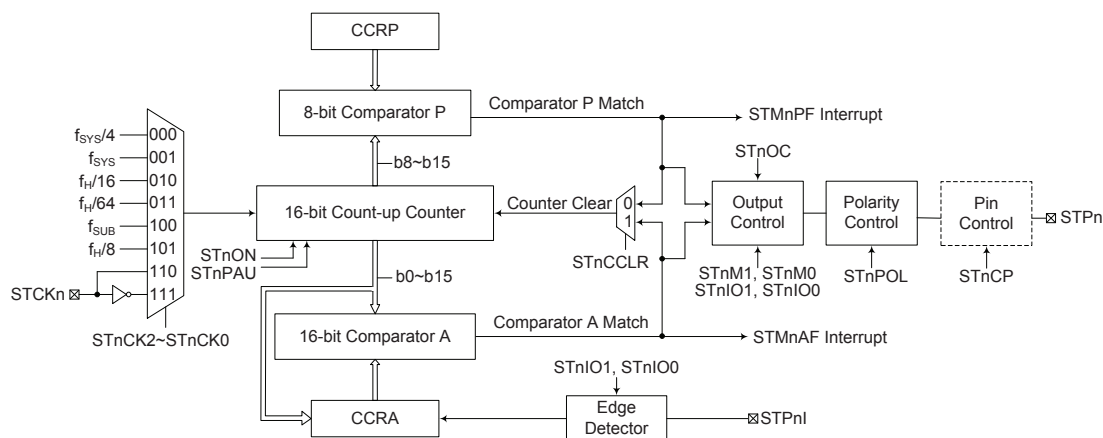 CCRP
8-bit Comparator P
Comparator P Match
STMnPF Interrupt
b8~b15
fSYS/4
000
fSYS
001
fH/16
010
fH/64
011
fSUB
100
fH/8
101
110
111
STCKn
STnCK2~STnCK0
16-bit Count-up Counter
STnON
STnPAU
b0~b15
Counter Clear
0
1
STnCCLR
STnOC
Output
Control
STnM1, STnM0
STnIO1, STnIO0
Polarity
Control
STnPOL
Pin
Control
STnCP
STPn
16-bit Comparator A
Comparator A Match
STMnAF Interrupt
STnIO1, STnIO0
CCRA
Edge
Detector
STPnI